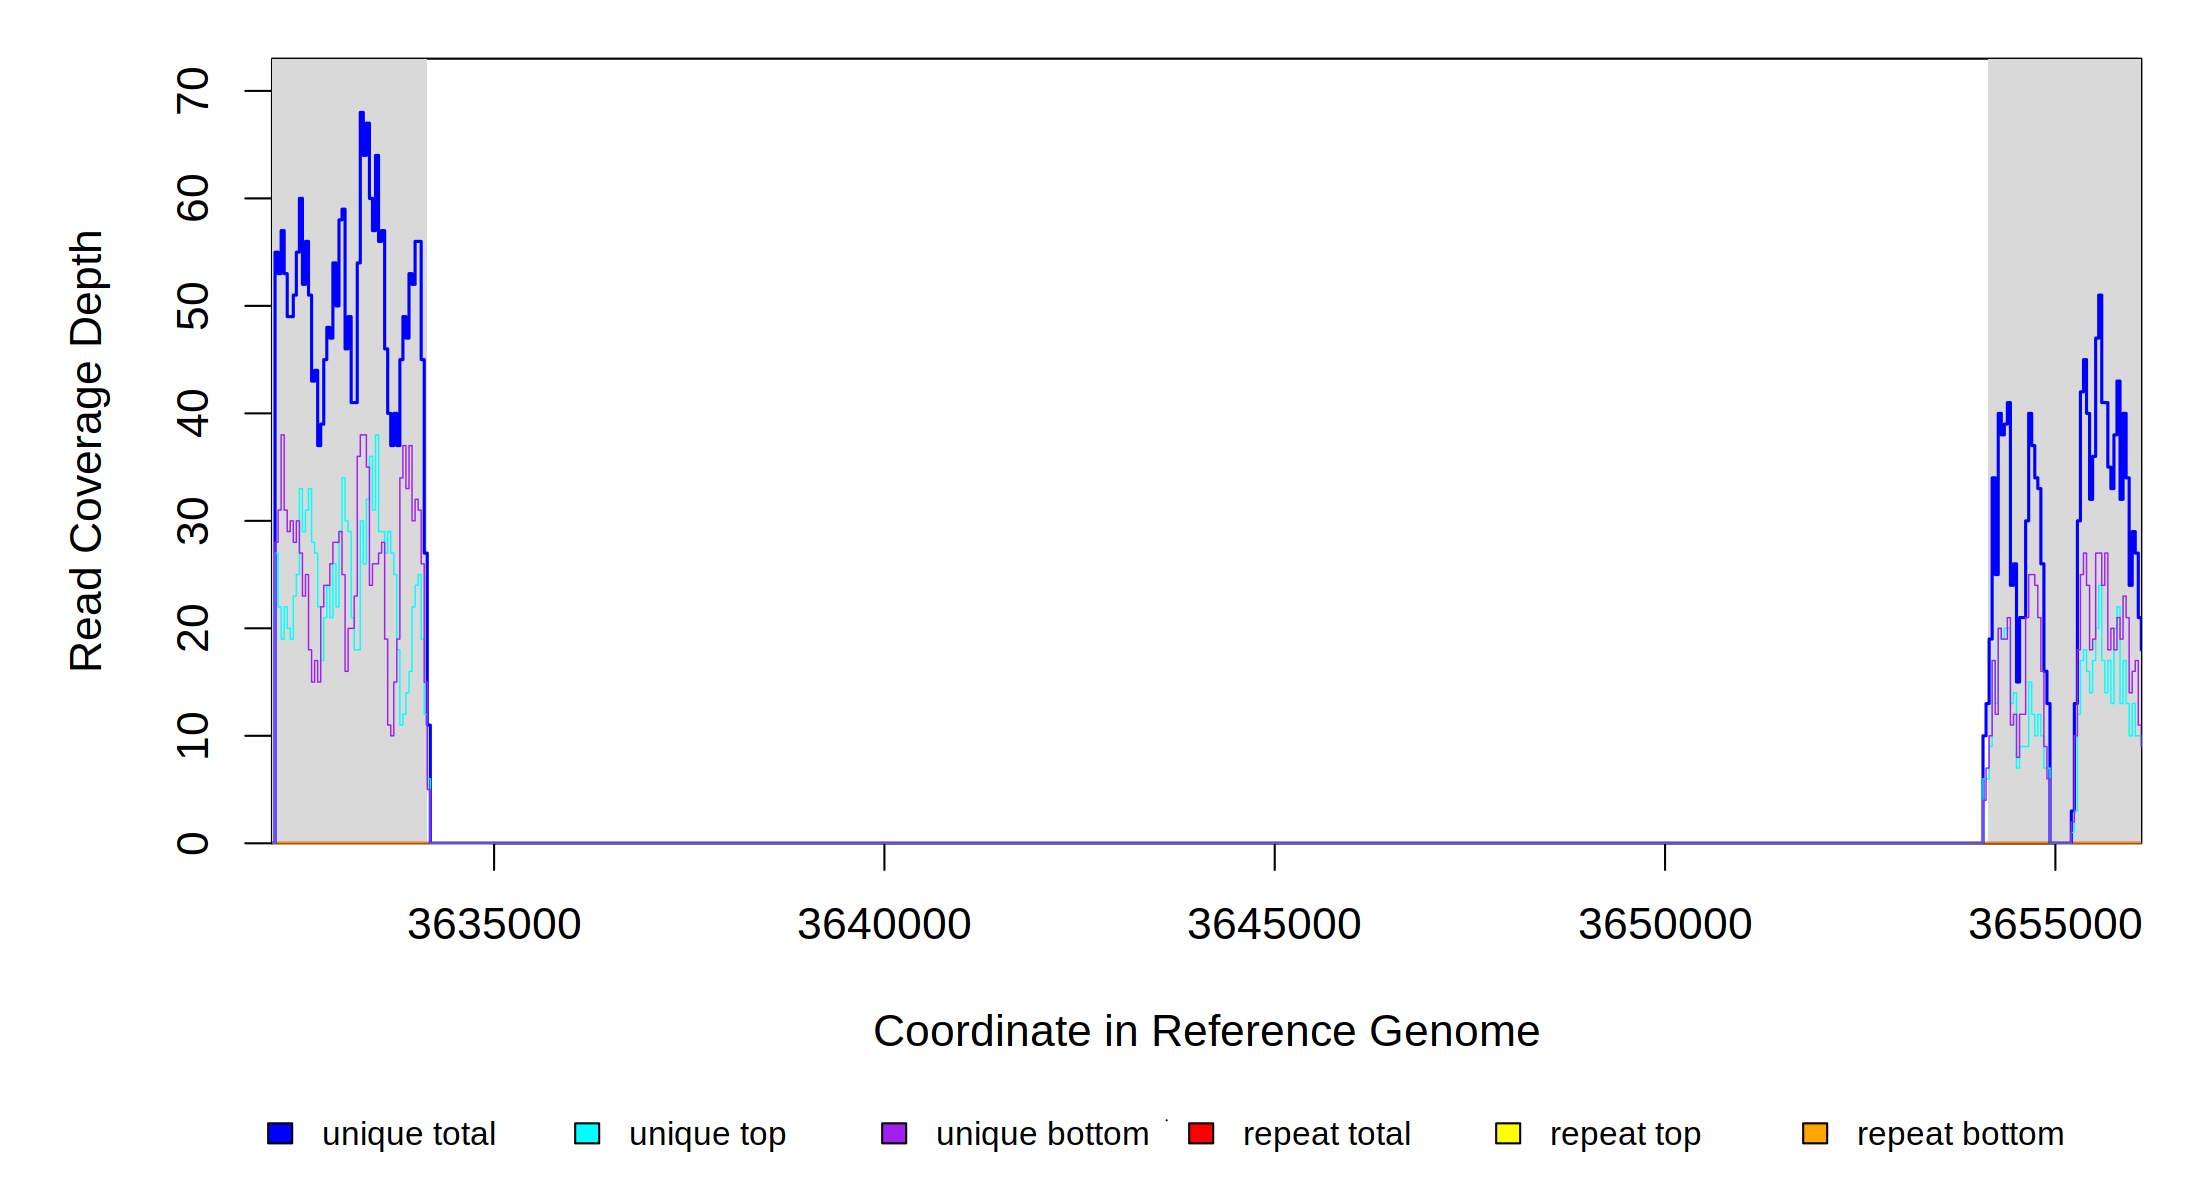 Read Coverage Depth
70
60
50
40
30
20
10
0
3635000 3640000 3645000 3650000 3655000
Coordinate in Reference Genome
unique total unique top unique bottom repeat total repeat top repeat bottom